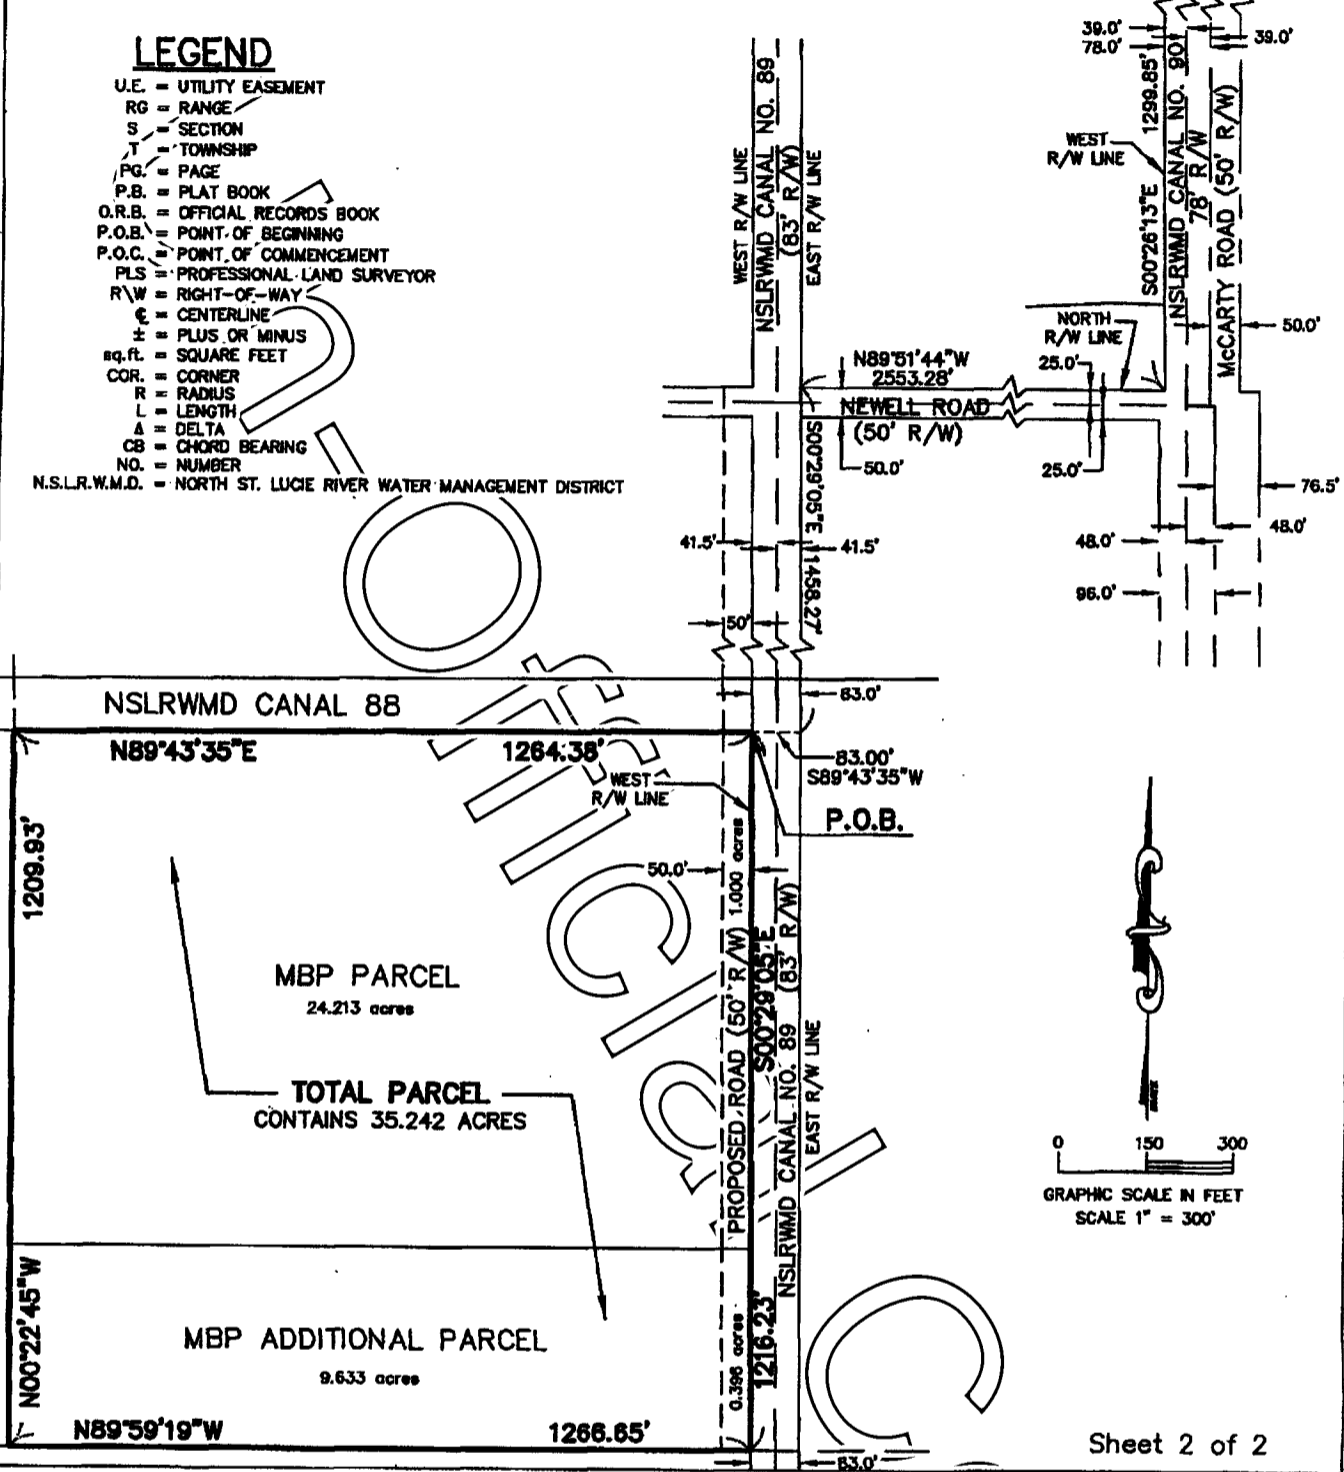 LEGEND
U.E. = UTILITY EASEMENT
RG = RANGE
S = SECTION
T = TOWNSHIP
PG. = PAGE
P.B. = PLAT BOOK
O.R.B. = OFFICIAL RECORDS BOOK
P.O.B. = POINT OF BEGINNING
P.O.C. = POINT OF COMMENCEMENT
PLS = PROFESSIONAL LAND SURVEYOR
R\W = RIGHT-OF-WAY
℄ = CENTERLINE
± = PLUS OR MINUS
sq.ft. = SQUARE FEET
COR. = CORNER
R = RADIUS
L = LENGTH
Δ = DELTA
CB = CHORD BEARING
NO. = NUMBER
N.S.L.R.W.M.D. = NORTH ST. LUCIE RIVER WATER MANAGEMENT DISTRICT
WEST R/W LINE
NSLRWMD CANAL NO. 89
(83' R/W)
EAST R/W LINE
39.0'
78.0'
39.0'
1299.85'
S00°26'13"E
WEST
R/W LINE
NSLRWMD CANAL NO. 90
78' R/W
McCARTY ROAD (50' R/W)
50.0'
NORTH
R/W LINE
25.0'
N89°51'44"W
2553.28'
NEWELL ROAD
(50' R/W)
50.0'
25.0'
76.5'
48.0'
48.0'
96.0'
S00°29'05"E 1458.27'
41.5'
41.5'
50'
NSLRWMD CANAL 88
83.0'
N89°43'35"E
1264.38'
WEST
R/W LINE
83.00'
S89°43'35"W
P.O.B.
1209.93'
50.0'
PROPOSED ROAD (50' R/W) 1.000 acres
S00°29'05"E
NSLRWMD CANAL NO. 89 (83' R/W)
EAST R/W LINE
MBP PARCEL
24.213 acres
TOTAL PARCEL
CONTAINS 35.242 ACRES
0 150 300
GRAPHIC SCALE IN FEET
SCALE 1" = 300'
N00°22'45"W
MBP ADDITIONAL PARCEL
9.633 acres
0.396 acres
1216.23'
N89°59'19"W
1266.65'
83.0'
Sheet 2 of 2